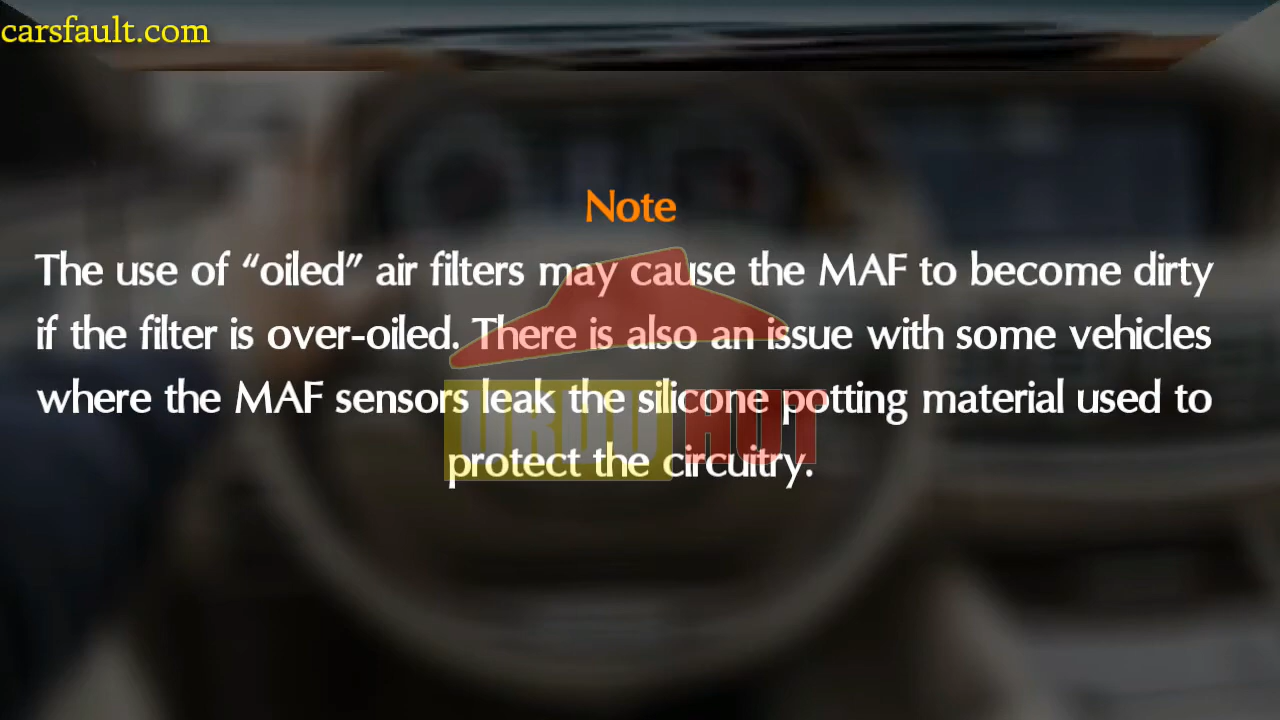 carsfault.com
Note
The use of “oiled” air filters may cause the MAF to become dirty
if the filter is over-oiled. There is also an issue with some vehicles
where the MAF sensors leak the silicone potting material used to
protect the circuitry.
URDU HUT